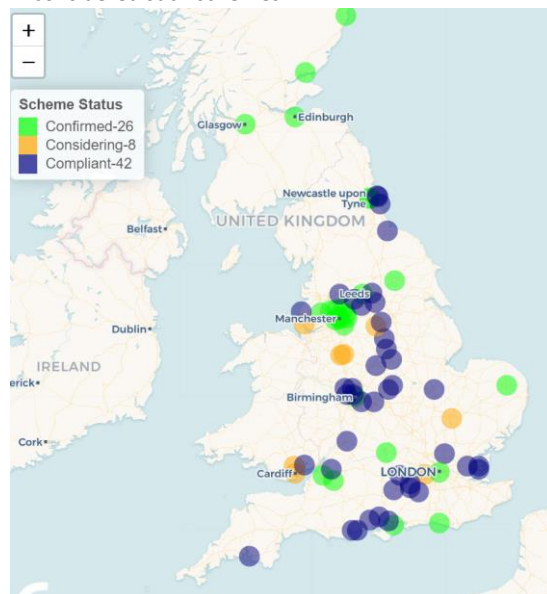 +
−
Scheme Status
Confirmed-26
Considering-8
Compliant-42
Glasgow
Edinburgh
Newcastle upon
Tyne
UNITED KINGDOM
Belfast
Leeds
Manchester
Dublin
IRELAND
erick
Birmingham
Cork
LONDON
Cardiff